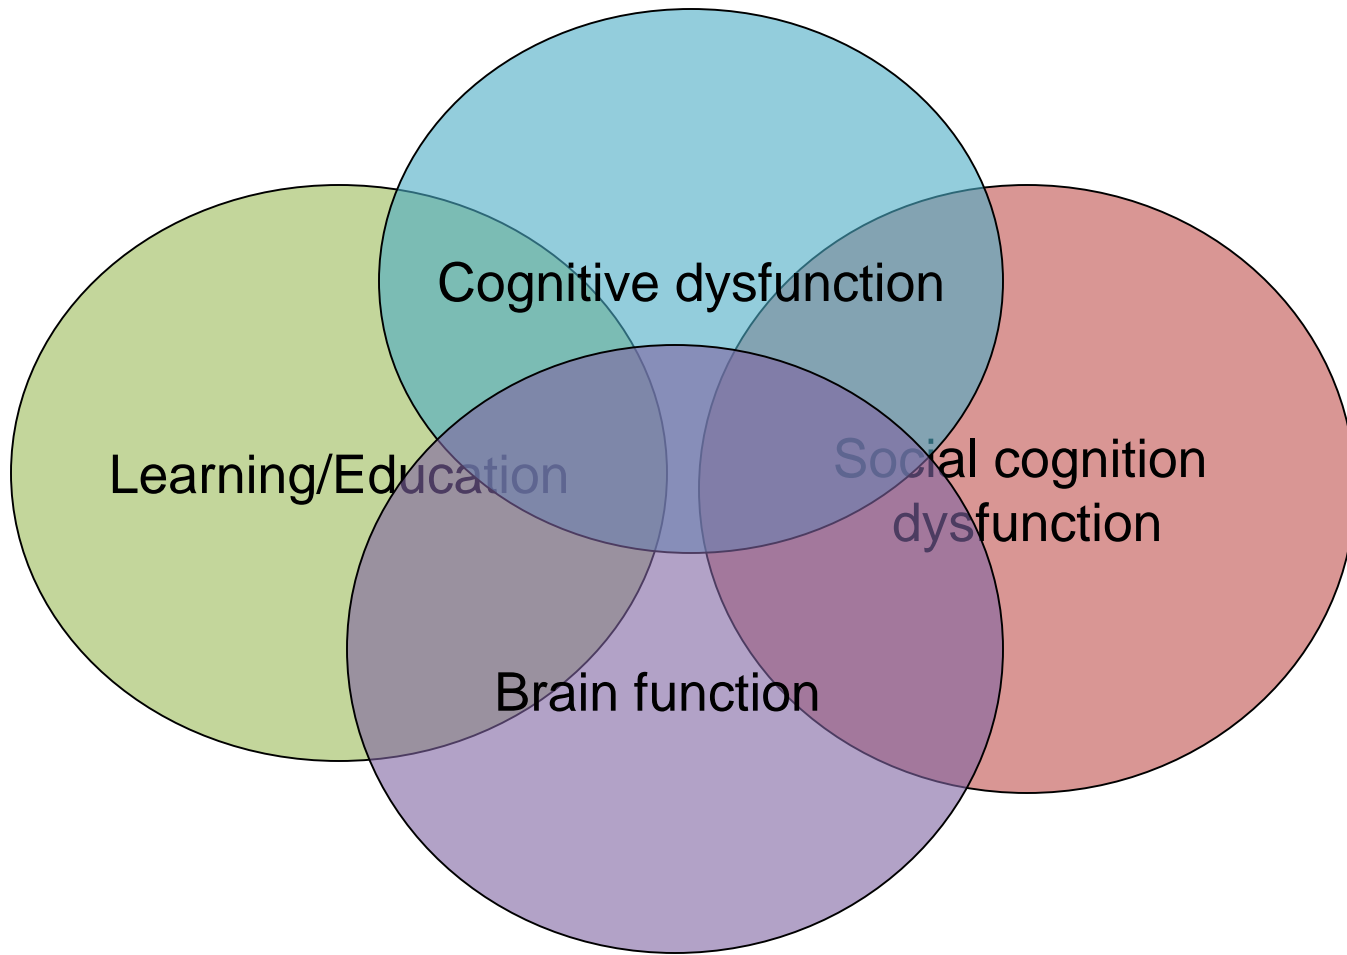 Cognitive dysfunction
Learning/Education
Social cognition
dysfunction
Brain function